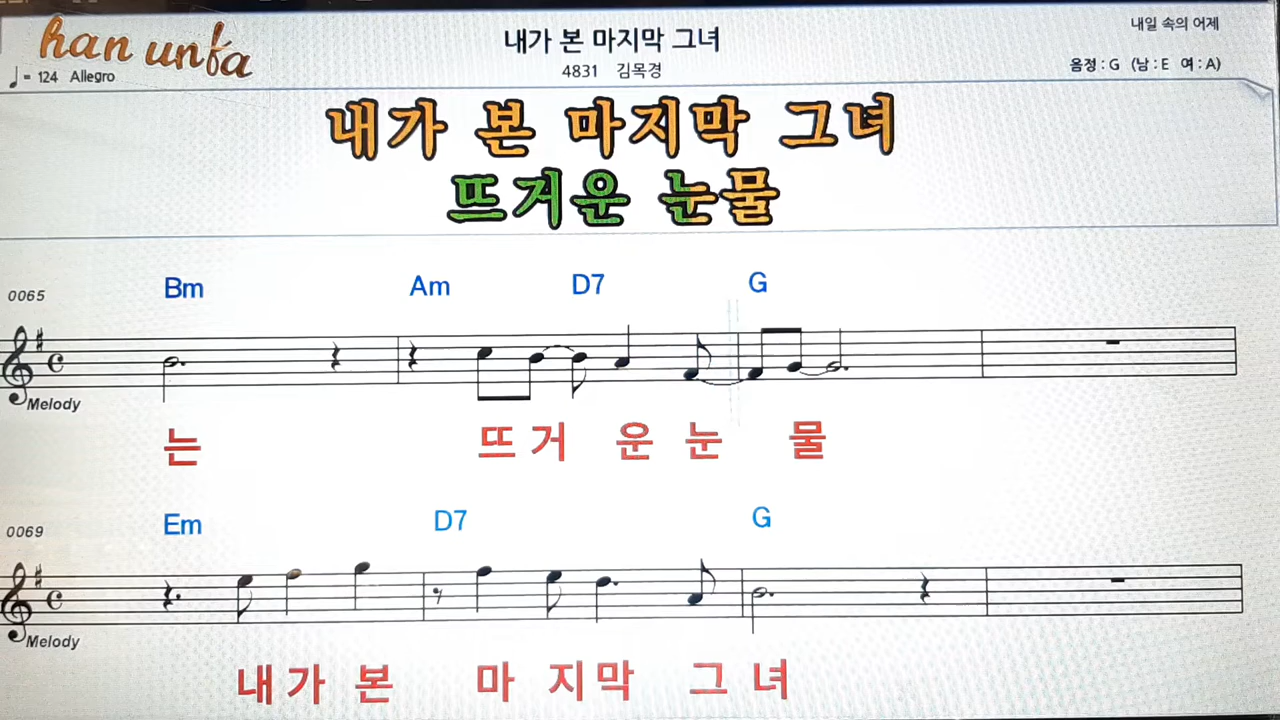 han unfa
내일 속의 어제
내가 본 마지막 그녀
♩= 124 Allegro
4831 김목경
음정 : G (남 : E 여 : A)
내가 본 마지막 그녀
뜨거운 눈물
0065 Bm Am D7 G
Melody
는 뜨거 운 눈 물
0069 Em D7 G
Melody
내가 본 마 지막 그 녀